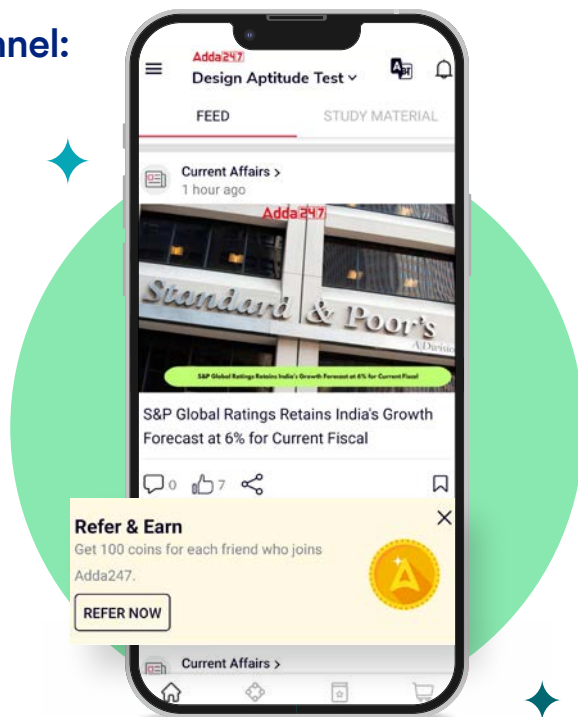 nnel:
Adda247
Design Aptitude Test
FEED
STUDY MATERIAL
Current Affairs >
1 hour ago
Adda247
Standard & Poor's
A Division
S&P Global Ratings Retains India's Growth Forecast at 6% for Current Fiscal
S&P Global Ratings Retains India's Growth
Forecast at 6% for Current Fiscal
0
7
Refer & Earn
Get 100 coins for each friend who joins
Adda247.
REFER NOW
Current Affairs >